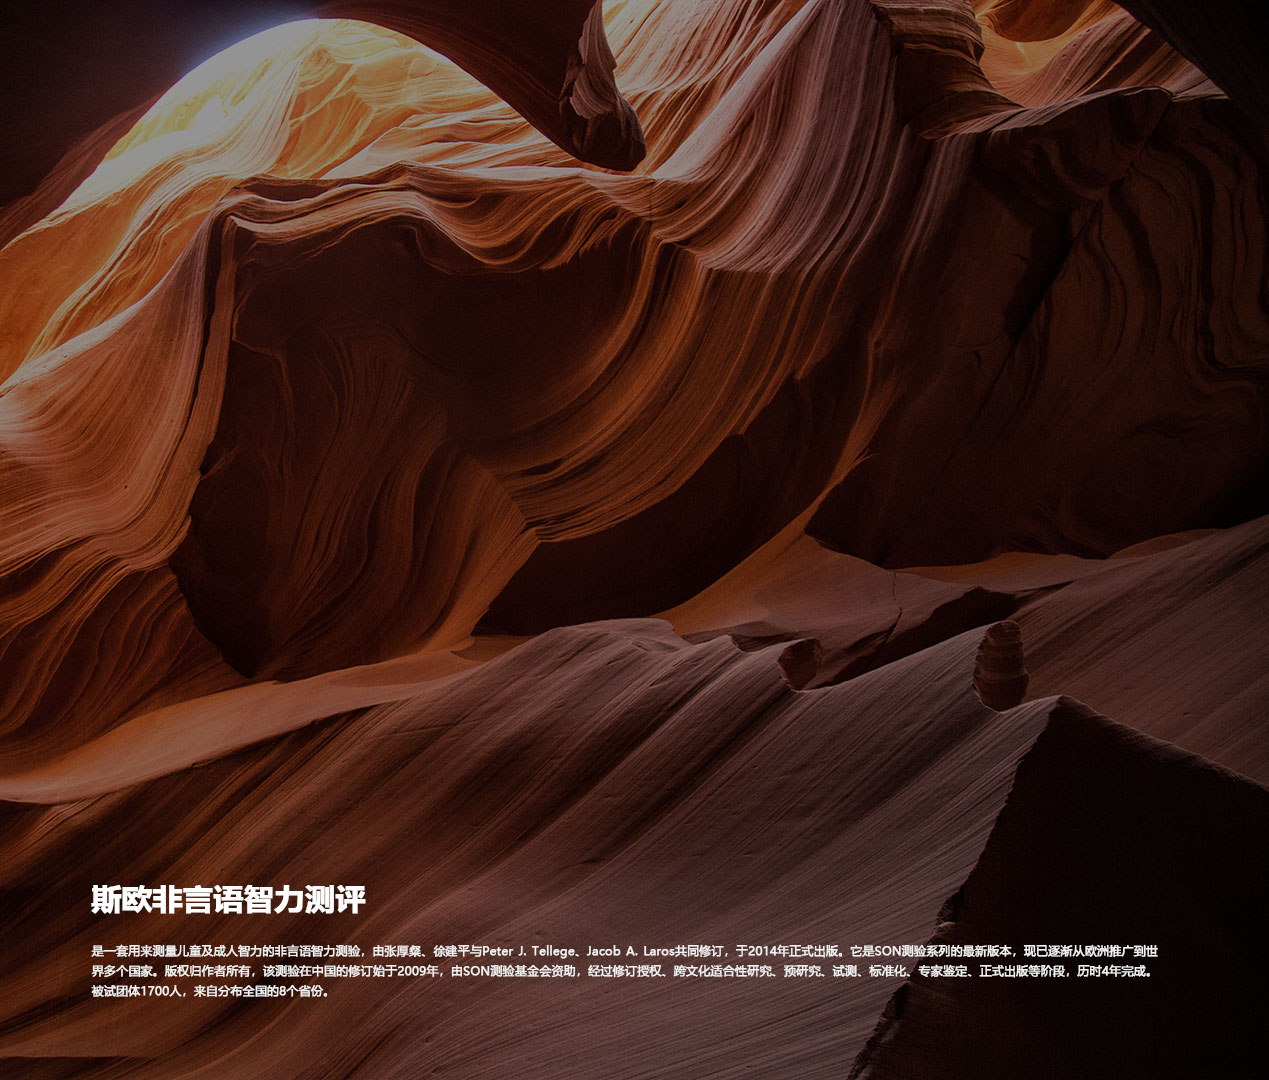 斯欧非言语智力测评
是一套用来测量儿童及成人智力的非言语智力测验，由张厚粲、徐建平与Peter J. Tellege、Jacob A. Laros共同修订，于2014年正式出版。它是SON测验系列的最新版本，现已逐渐从欧洲推广到世
界多个国家。版权归作者所有，该测验在中国的修订始于2009年，由SON测验基金会资助，经过修订授权、跨文化适合性研究、预研究、试测、标准化、专家鉴定、正式出版等阶段，历时4年完成。
被试团体1700人，来自分布全国的8个省份。